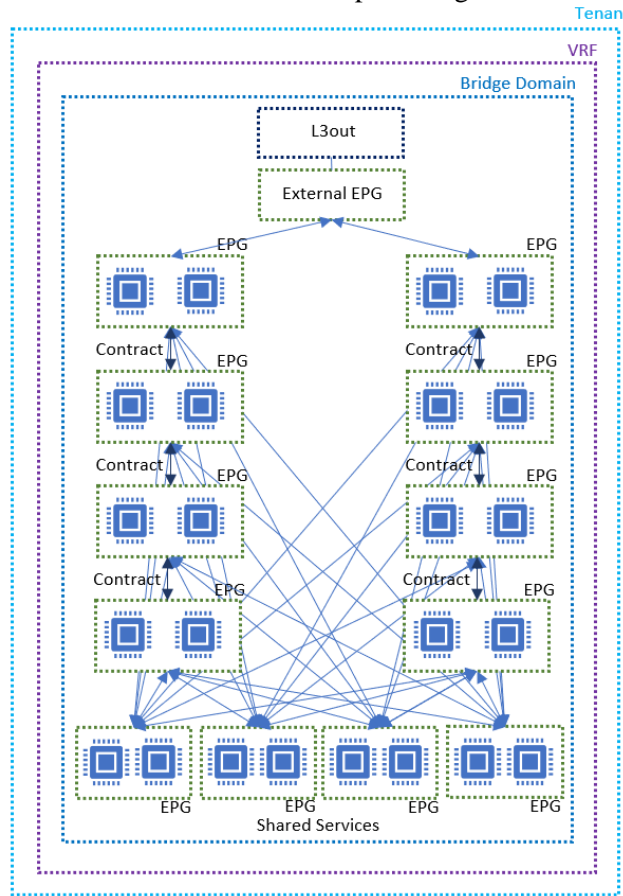 Tenan
VRF
Bridge Domain
L3out
External EPG
EPG
EPG
Contract
Contract
EPG
EPG
Contract
Contract
EPG
EPG
Contract
Contract
EPG
EPG
EPG
EPG
EPG
EPG
Shared Services